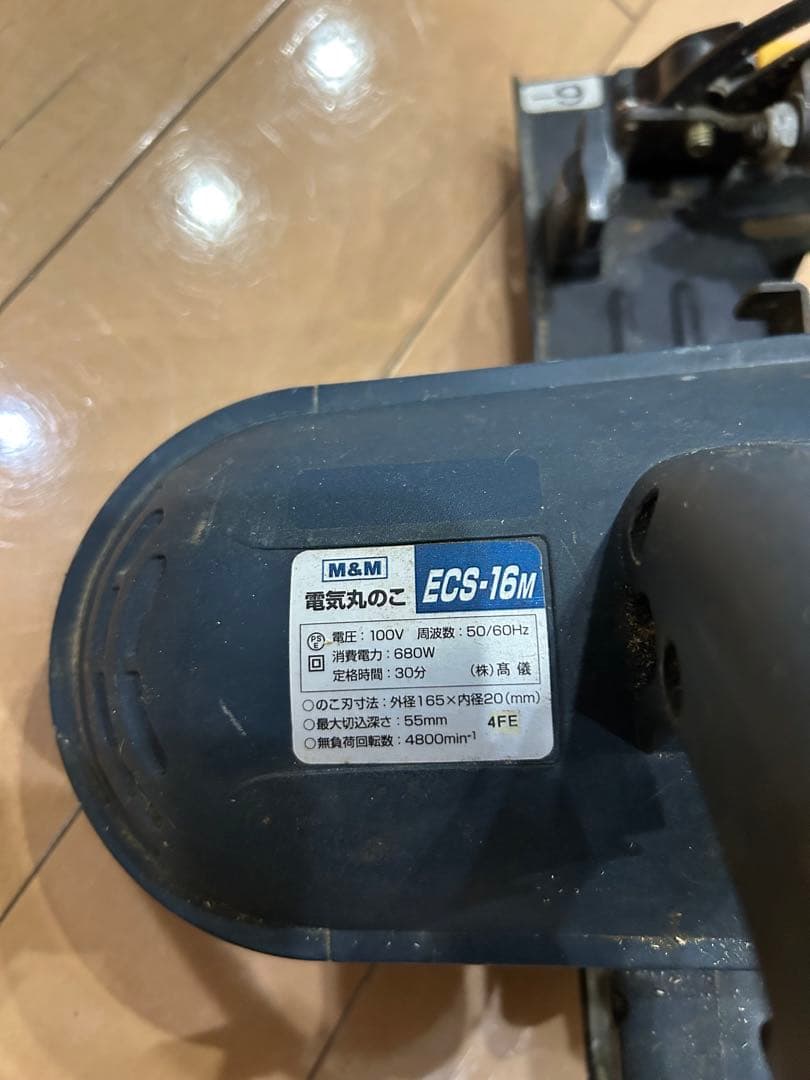 M&M
電気丸のこ
ECS-16M
PSE
電圧：100V 周波数：50/60Hz
消費電力：680W
定格時間：30分 （株）髙儀
○のこ刃寸法：外径165×内径20（mm）
○最大切込深さ：55mm 4FE
○無負荷回転数：4800min⁻¹